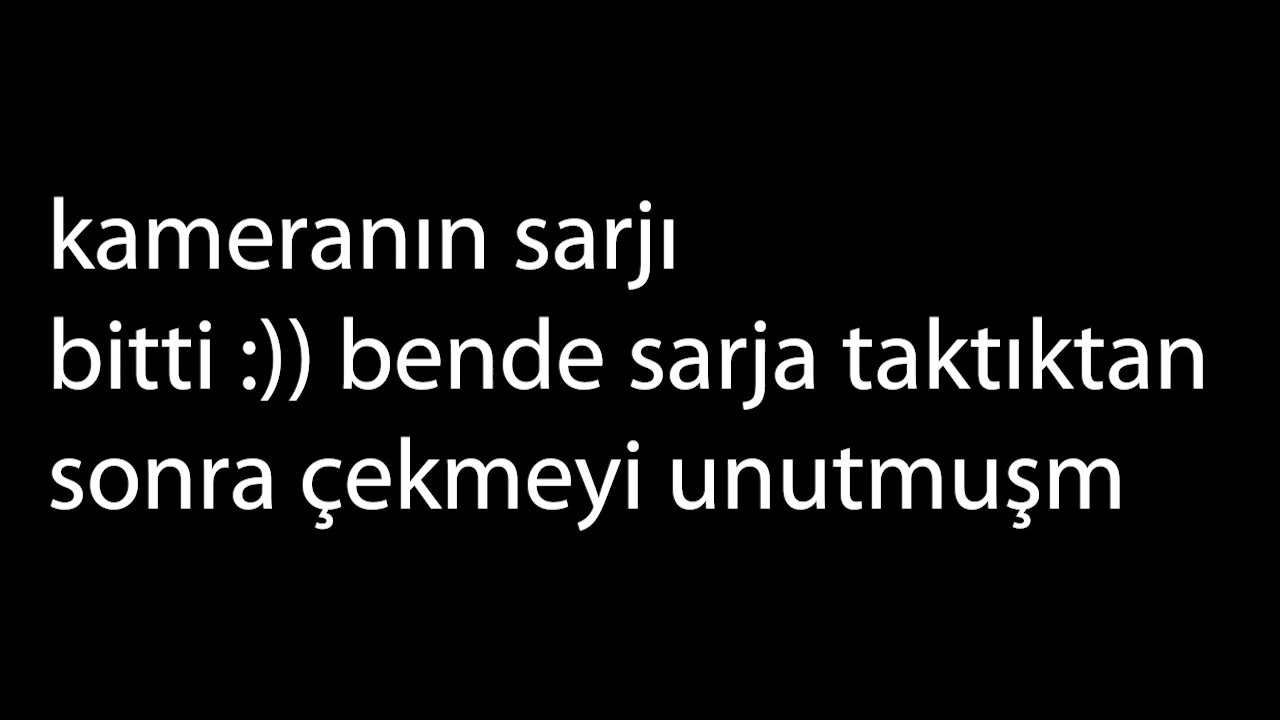 kameranın sarjı
bitti :)) bende sarja taktıktan
sonra çekmeyi unutmuşm